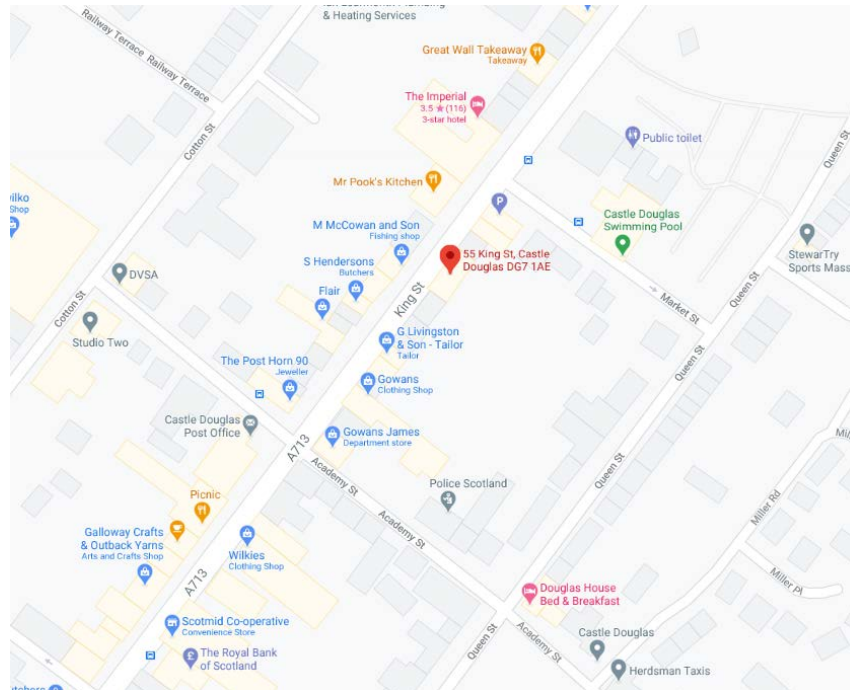 & Heating Services
Railway Terrace
Railway Terrace
Great Wall Takeaway
Takeaway
The Imperial
3.5 ★ (116)
3-star hotel
Cotton St
Public toilet
Queen St
Mr Pook's Kitchen
P
ilko
Shop
M McCowan and Son
Fishing shop
Castle Douglas
Swimming Pool
StewarTry
Sports Mass
55 King St, Castle
Douglas DG7 1AE
S Hendersons
Butchers
DVSA
Flair
King St
Market St
Queen St
Cotton St
Studio Two
G Livingston
& Son - Tailor
Tailor
The Post Horn 90
Jeweller
Gowans
Clothing Shop
Queen St
Castle Douglas
Post Office
A713
Gowans James
Department store
Academy St
Police Scotland
Queen St
Picnic
Miller Rd
Galloway Crafts
& Outback Yarns
Arts and Crafts Shop
Academy St
Wilkies
Clothing Shop
A713
Miller Pl
Douglas House
Bed & Breakfast
Scotmid Co-operative
Convenience Store
Queen St
Academy St
Castle Douglas
£
The Royal Bank
of Scotland
Herdsman Taxis